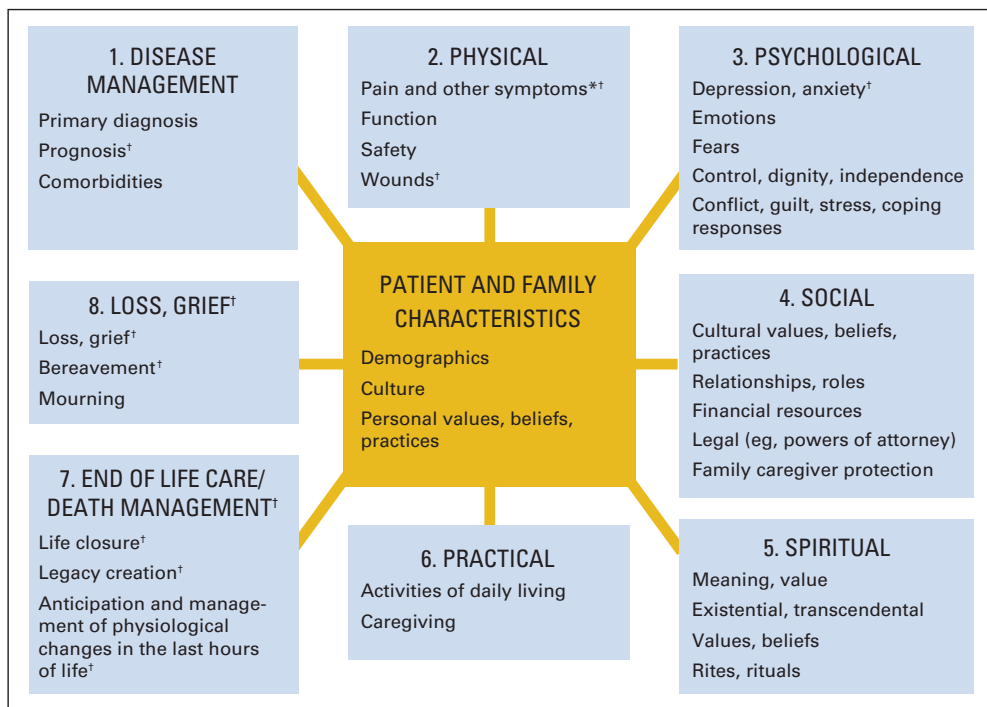 1. DISEASE
MANAGEMENT
Primary diagnosis
Prognosis†
Comorbidities
2. PHYSICAL
Pain and other symptoms*†
Function
Safety
Wounds†
3. PSYCHOLOGICAL
Depression, anxiety†
Emotions
Fears
Control, dignity, independence
Conflict, guilt, stress, coping
responses
8. LOSS, GRIEF†
Loss, grief†
Bereavement†
Mourning
PATIENT AND FAMILY
CHARACTERISTICS
Demographics
Culture
Personal values, beliefs,
practices
4. SOCIAL
Cultural values, beliefs,
practices
Relationships, roles
Financial resources
Legal (eg, powers of attorney)
Family caregiver protection
7. END OF LIFE CARE/
DEATH MANAGEMENT†
Life closure†
Legacy creation†
Anticipation and manage-
ment of physiological
changes in the last hours
of life†
6. PRACTICAL
Activities of daily living
Caregiving
5. SPIRITUAL
Meaning, value
Existential, transcendental
Values, beliefs
Rites, rituals